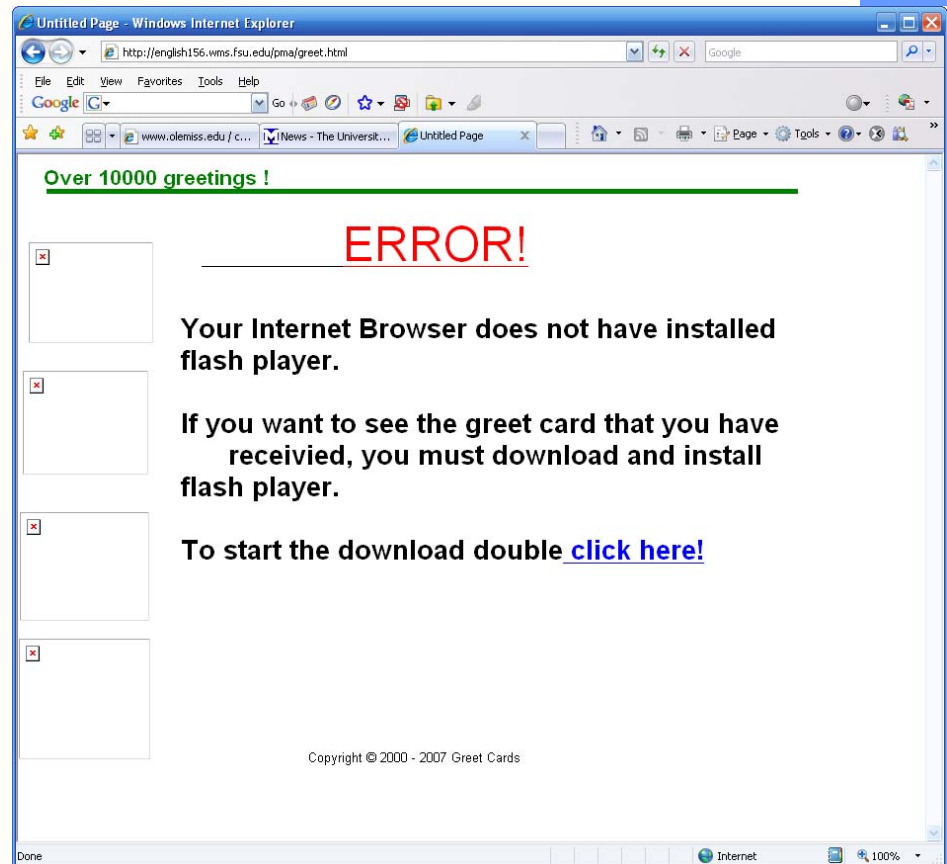 Untitled Page - Windows Internet Explorer
http://english156.wms.fsu.edu/pma/greet.html
Google
File Edit View Favorites Tools Help
Google G Go
www.olemiss.edu / c... News - The Universit... Untitled Page Page Tools
Over 10000 greetings !
ERROR!
Your Internet Browser does not have installed
flash player.
If you want to see the greet card that you have
receivied, you must download and install
flash player.
To start the download double click here!
Copyright © 2000 - 2007 Greet Cards
Done Internet 100%